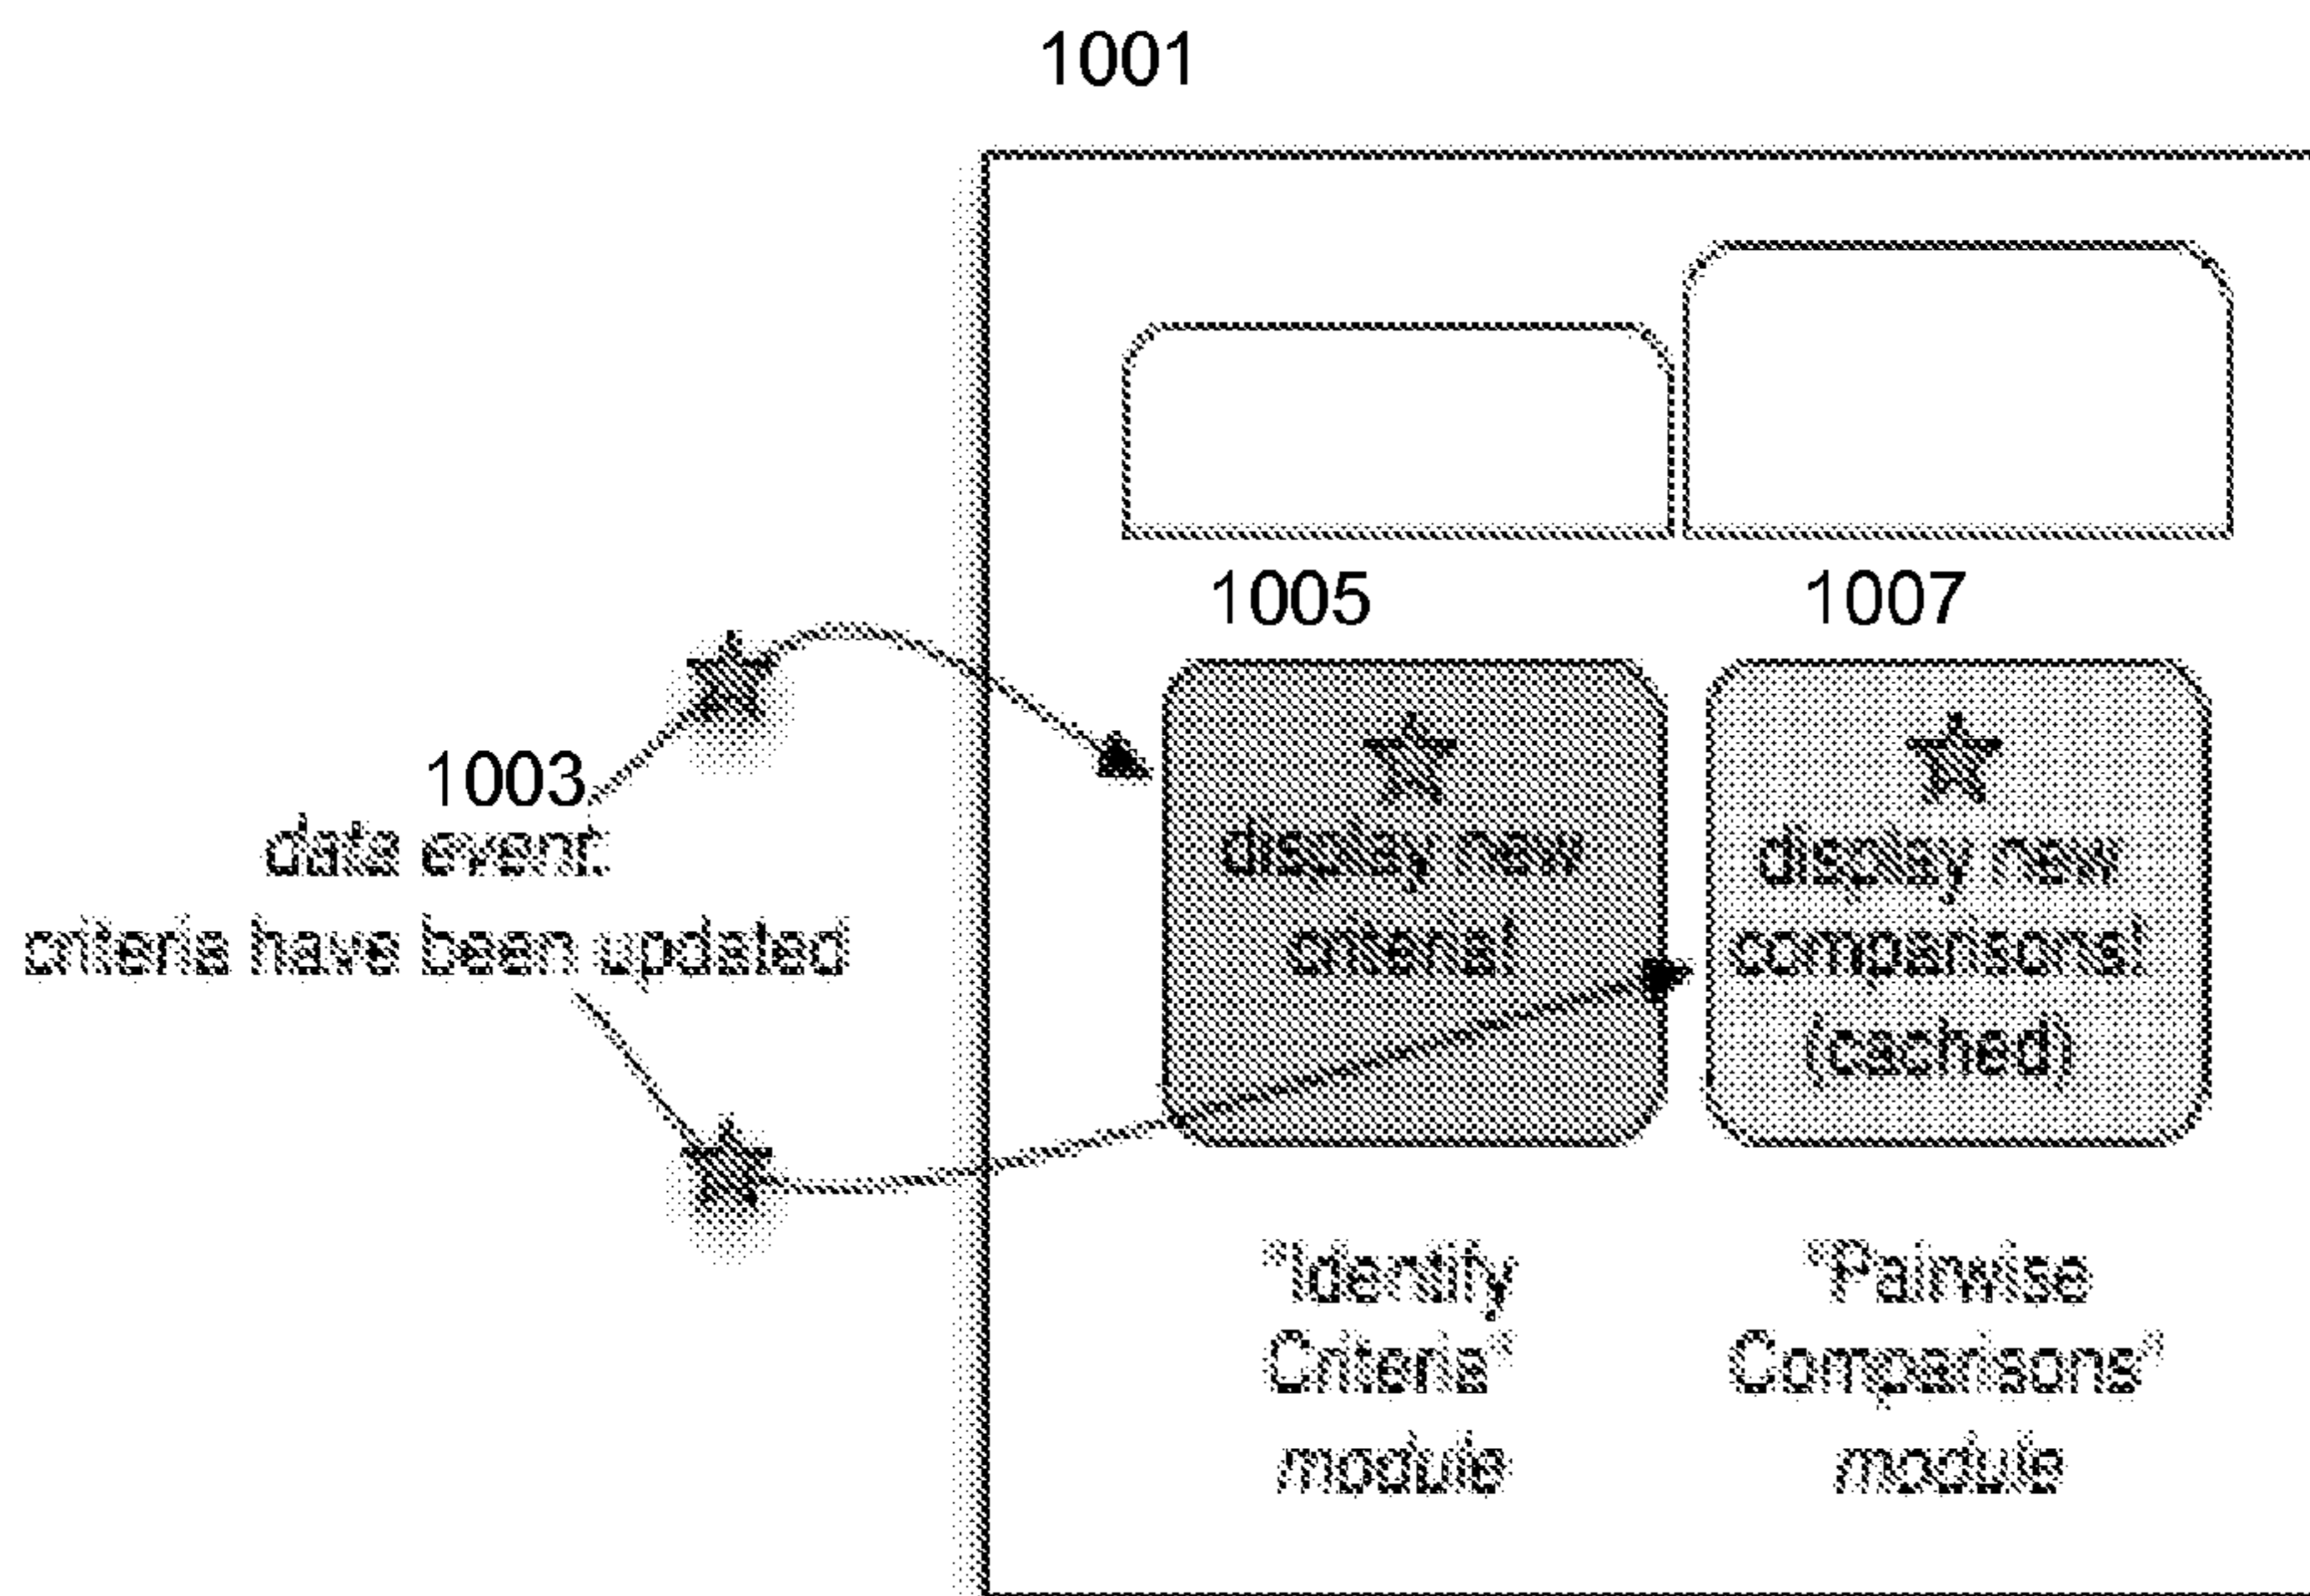 1001
1005
1007
1003
data event:
criteria have been updated
display new
criteria!
display new
comparisons!
(cached)
"Identify
Criteria"
module
"Pairwise
Comparisons"
module